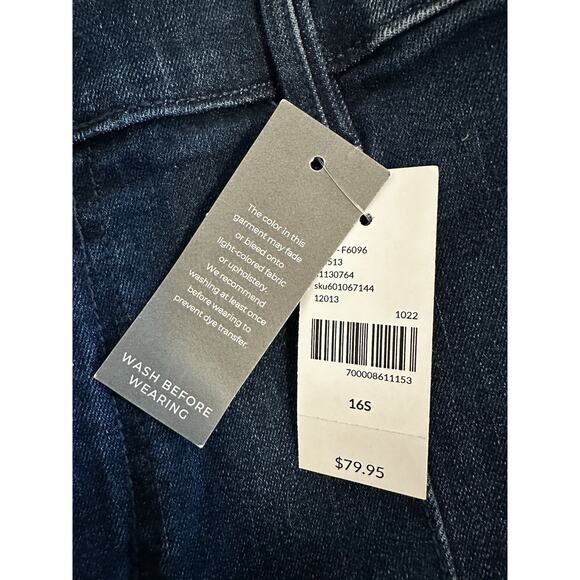 The color in this
garment may fade
or bleed onto
light-colored fabric
or upholstery.
We recommend
washing at least once
before wearing to
prevent dye transfer.
WASH BEFORE
WEARING
- F6096
513
1130764
sku601067144
12013
1022
700008611153
16S
$79.95